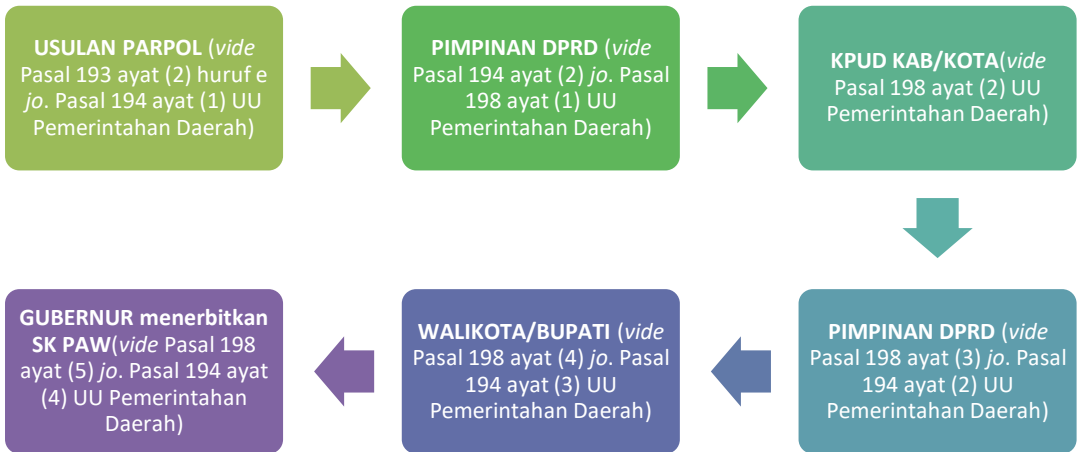 USULAN PARPOL (vide
Pasal 193 ayat (2) huruf e
jo. Pasal 194 ayat (1) UU
Pemerintahan Daerah)
PIMPINAN DPRD (vide
Pasal 194 ayat (2) jo. Pasal
198 ayat (1) UU
Pemerintahan Daerah)
KPUD KAB/KOTA(vide
Pasal 198 ayat (2) UU
Pemerintahan Daerah)
PIMPINAN DPRD (vide
Pasal 198 ayat (3) jo. Pasal
194 ayat (2) UU
Pemerintahan Daerah)
WALIKOTA/BUPATI (vide
Pasal 198 ayat (4) jo. Pasal
194 ayat (3) UU
Pemerintahan Daerah)
GUBERNUR menerbitkan
SK PAW(vide Pasal 198
ayat (5) jo. Pasal 194 ayat
(4) UU Pemerintahan
Daerah)